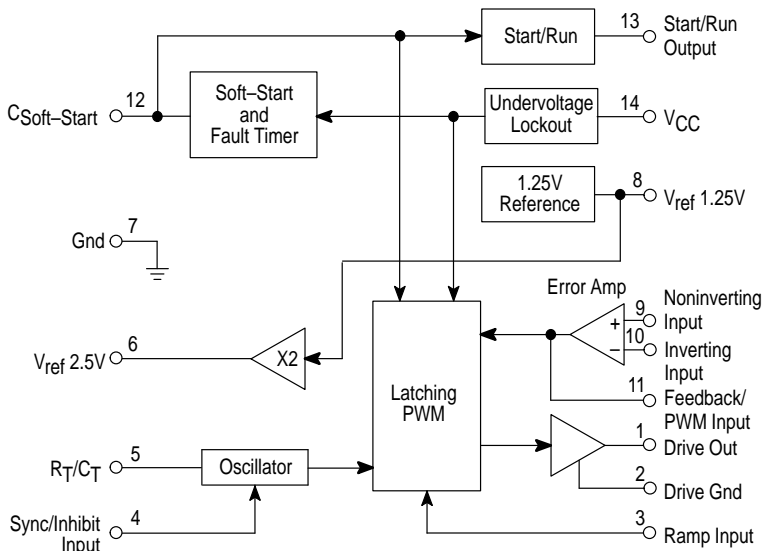 13
Start/Run
Output
Start/Run
12
CSoft–Start
Soft–Start
and
Fault Timer
Undervoltage
Lockout
14
VCC
1.25V
Reference
8
Vref 1.25V
7
Gnd
Error Amp
Noninverting
Input
9
+
10
–
Inverting
Input
6
Vref 2.5V
X2
Latching
PWM
11
Feedback/
PWM Input
1
Drive Out
5
RT/CT
Oscillator
2
Drive Gnd
4
Sync/Inhibit
Input
3
Ramp Input